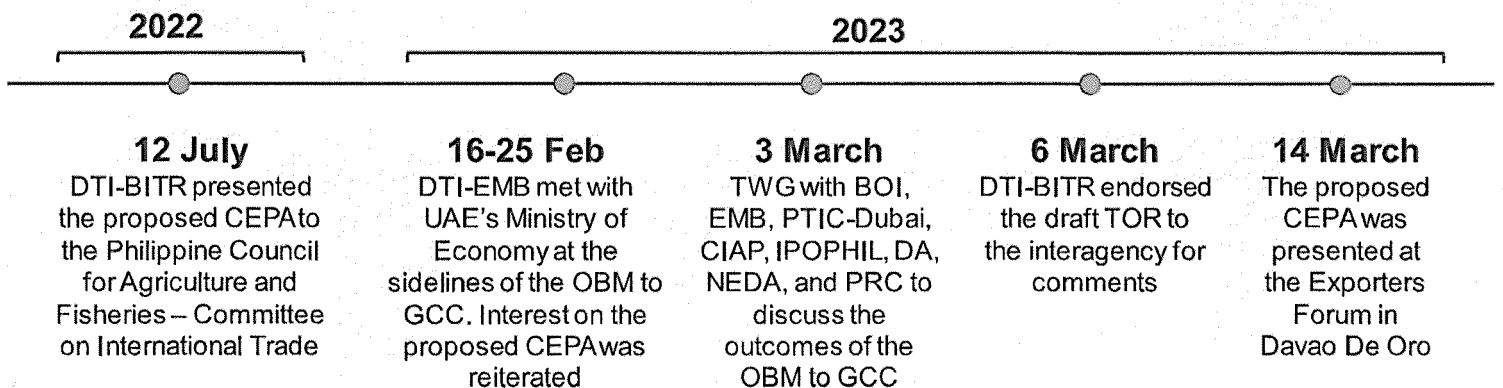 2022
2023
12 July
DTI-BITR presented
the proposed CEPA to
the Philippine Council
for Agriculture and
Fisheries – Committee
on International Trade
16-25 Feb
DTI-EMB met with
UAE's Ministry of
Economy at the
sidelines of the OBM to
GCC. Interest on the
proposed CEPA was
reiterated
3 March
TWG with BOI,
EMB, PTIC-Dubai,
CIAP, IPOPHIL, DA,
NEDA, and PRC to
discuss the
outcomes of the
OBM to GCC
6 March
DTI-BITR endorsed
the draft TOR to
the interagency for
comments
14 March
The proposed
CEPA was
presented at
the Exporters
Forum in
Davao De Oro